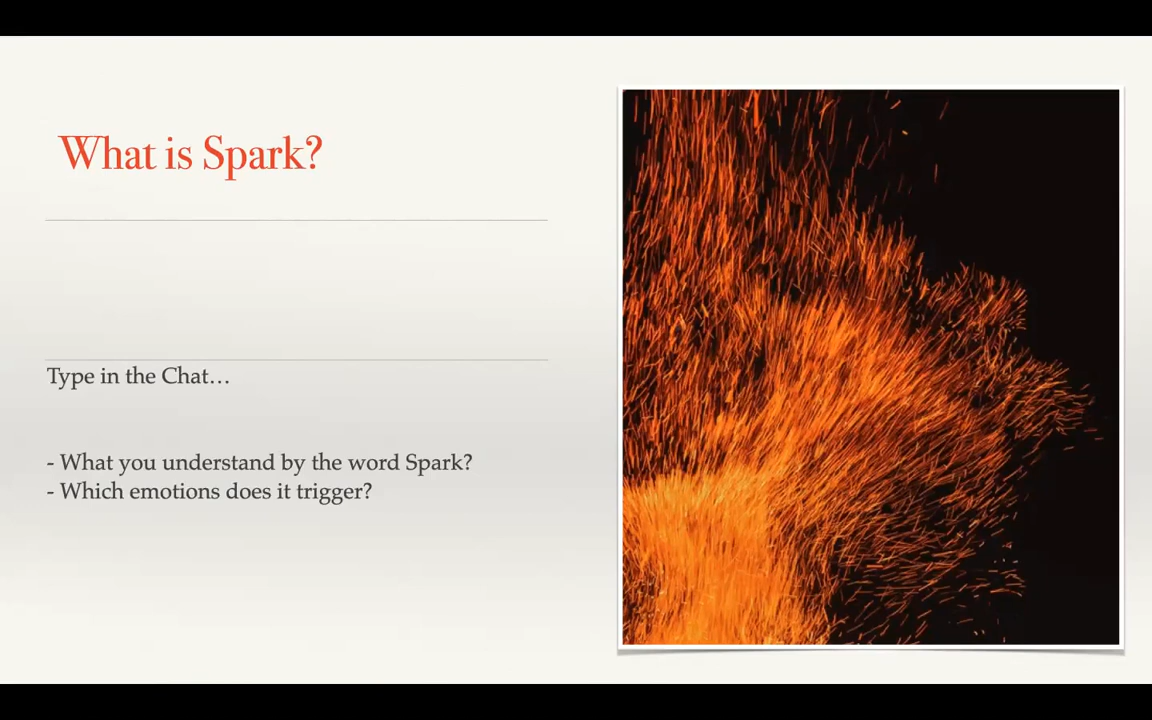 What is Spark?
Type in the Chat…
- What you understand by the word Spark?
- Which emotions does it trigger?